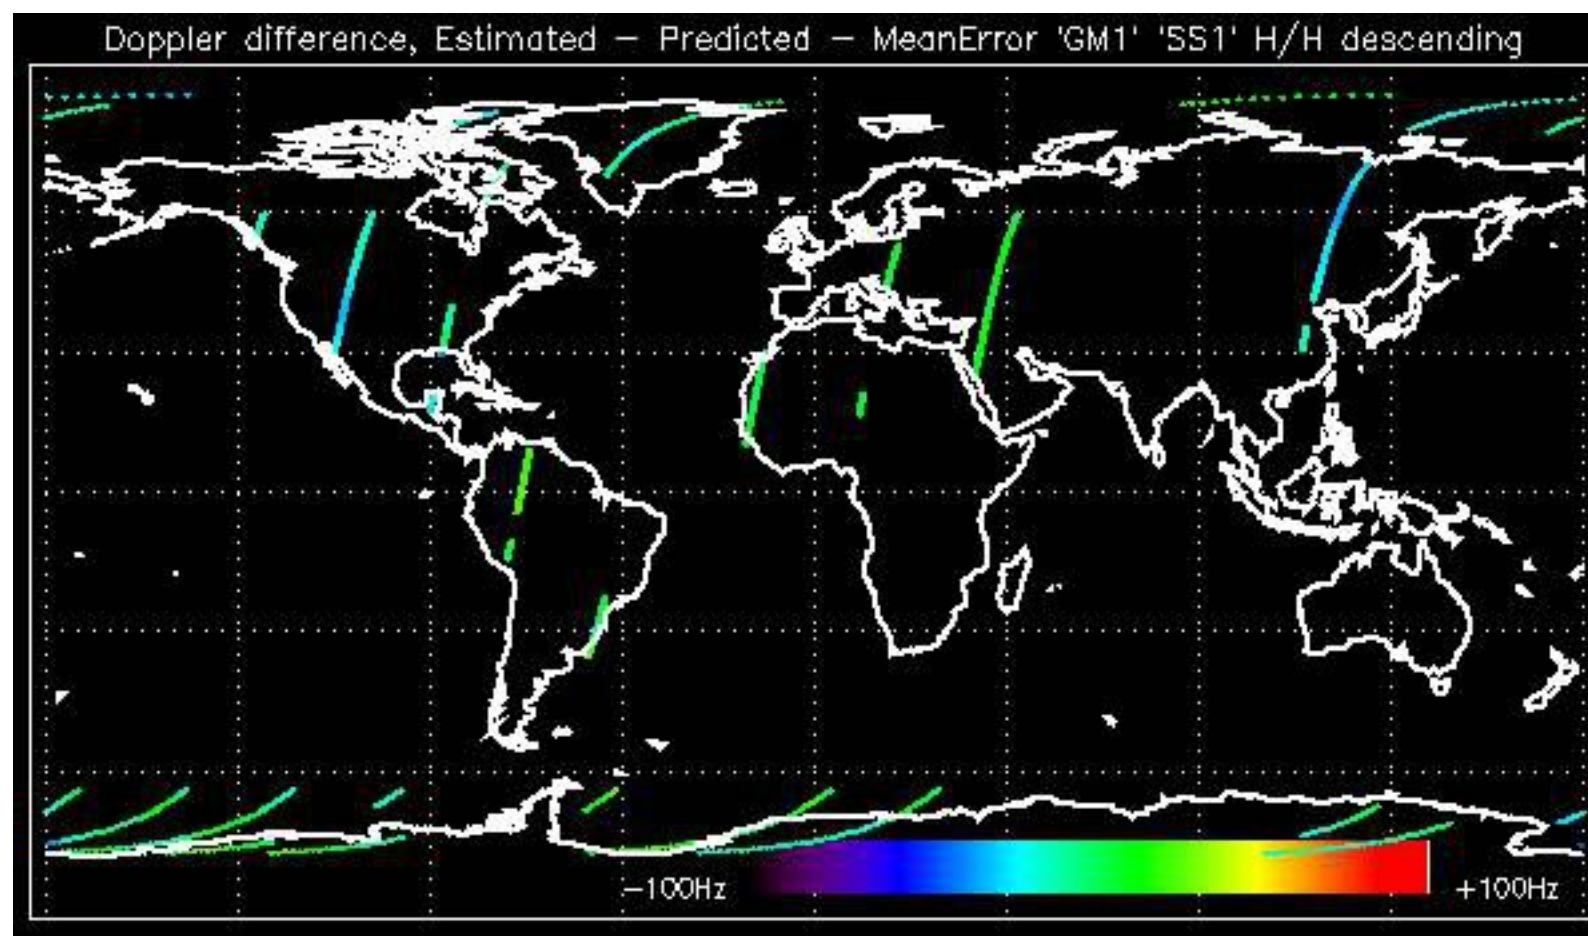 Doppler difference, Estimated − Predicted − MeanError 'GM1' 'SS1' H/H descending
−100Hz
+100Hz